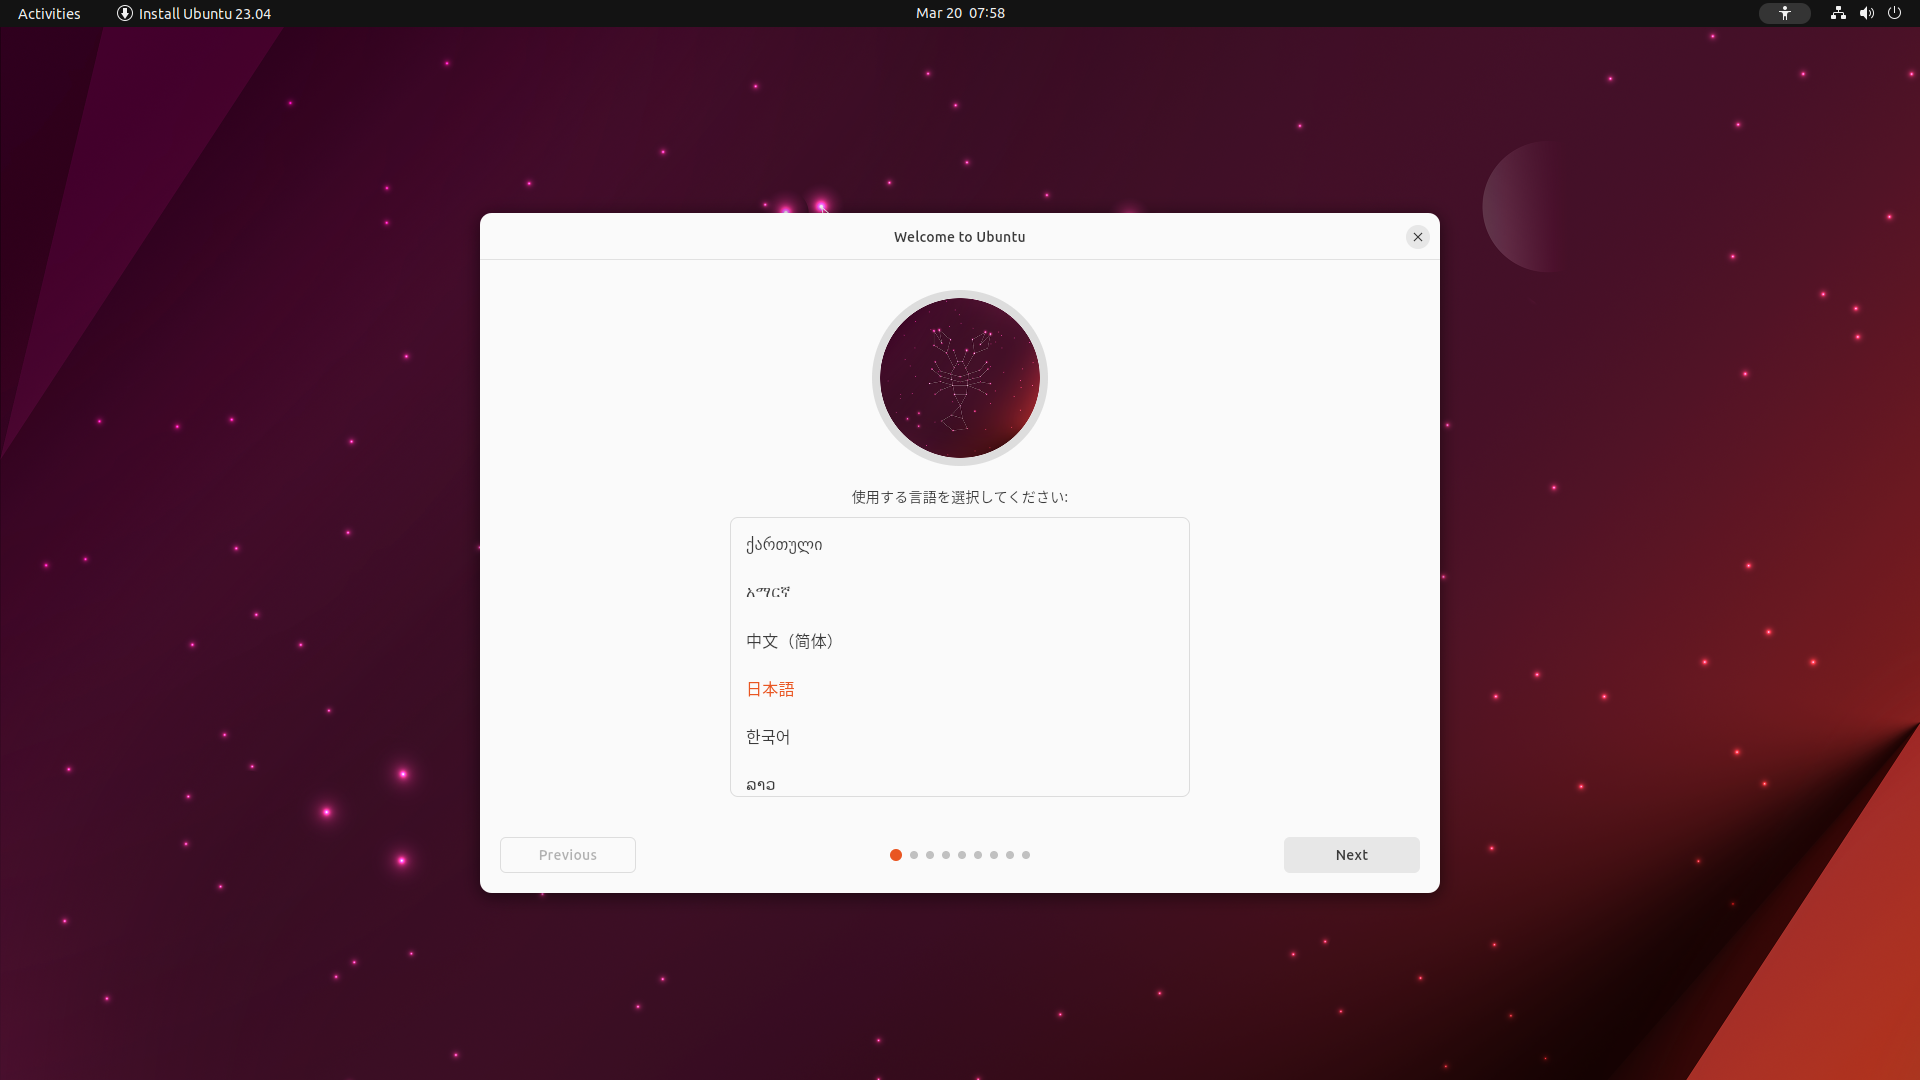 Activities
Install Ubuntu 23.04
Mar 20 07:58
Welcome to Ubuntu
使用する言語を選択してください:
ქართული
አማርኛ
中文（简体）
日本語
한국어
ລາວ
Previous
Next